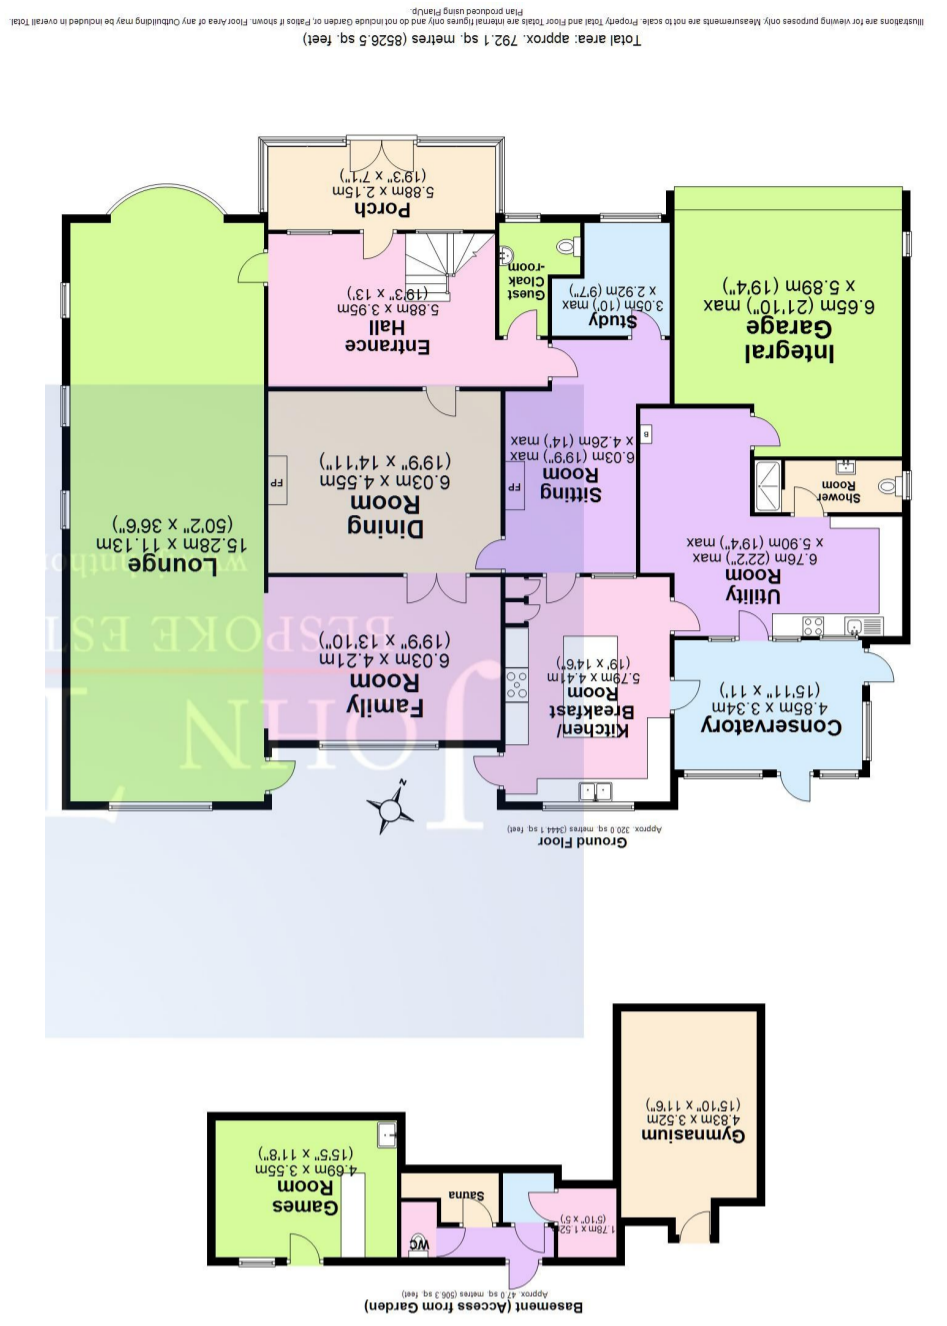 Basement (Access from Garden)
Approx. 47.0 sq. metres (506.3 sq. feet)
WC
1.78m x 1.52m
(5'10" x 5')
Sauna
Games
Room
4.69m x 3.55m
(15'5" x 11'8")
Gymnasium
4.83m x 3.52m
(15'10" x 11'6")
Ground Floor
Approx. 320.0 sq. metres (3444.1 sq. feet)
N
Conservatory
4.85m x 3.34m
(15'11" x 11')
Kitchen/
Breakfast
Room
5.79m x 4.41m
(19' x 14'6")
Family
Room
6.03m x 4.21m
(19'9" x 13'10")
JOHN
BESPOKE EST
Utility
Room
6.76m (22'2") max
x 5.90m (19'4") max
Lounge
15.28m x 11.13m
(50'2" x 36'6")
Shower
Room
Sitting
Room
6.03m (19'9") max
x 4.26m (14') max
FP
Dining
Room
6.03m x 4.55m
(19'9" x 14'11")
FP
B
Integral
Garage
6.65m (21'10") max
x 5.89m (19'4")
Study
3.05m (10') max
x 2.92m (9'7")
Guest
Cloak
-room
Entrance
Hall
5.88m x 3.95m
(19'3" x 13')
Porch
5.88m x 2.15m
(19'3" x 7'1")
Total area: approx. 792.1 sq. metres (8526.5 sq. feet)
Illustrations are for viewing purposes only. Measurements are not to scale. Property Total and Floor Totals are internal figures only and do not include Garden or, Patios if shown. Floor Area of any Outbuilding may be included in overall Total.
Plan produced using PlanUp.